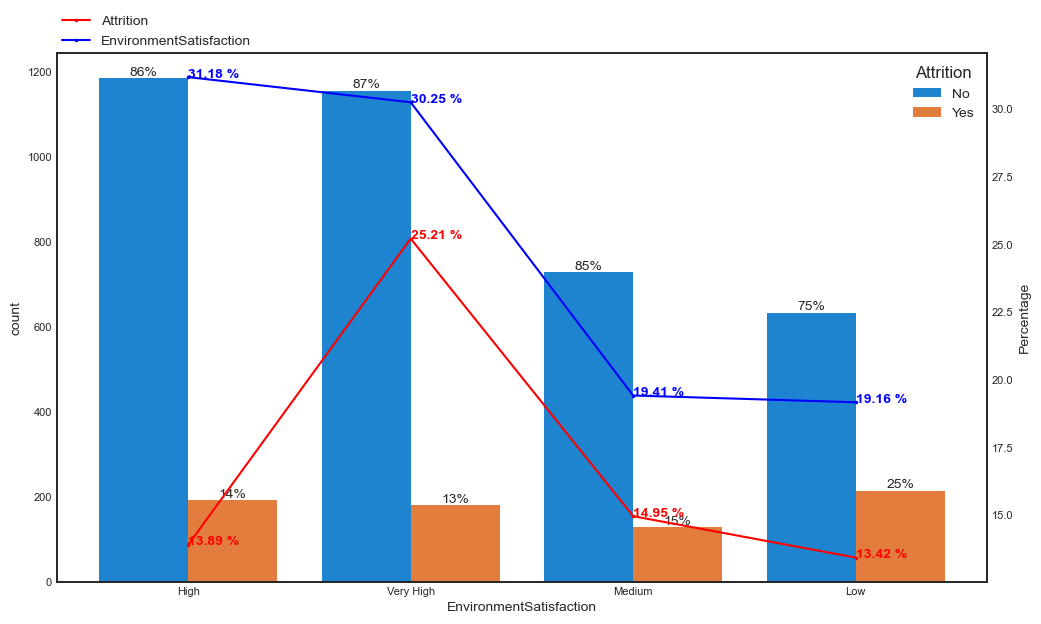 Attrition
EnvironmentSatisfaction
1200
1000
800
600
400
200
0
count
86%
31.18 %
87%
30.25 %
25.21 %
85%
19.41 %
75%
19.16 %
14%
13.89 %
13%
14.95 %
15%
25%
13.42 %
Attrition
No
Yes
30.0
27.5
25.0
22.5
20.0
17.5
15.0
Percentage
High
Very High
Medium
Low
EnvironmentSatisfaction